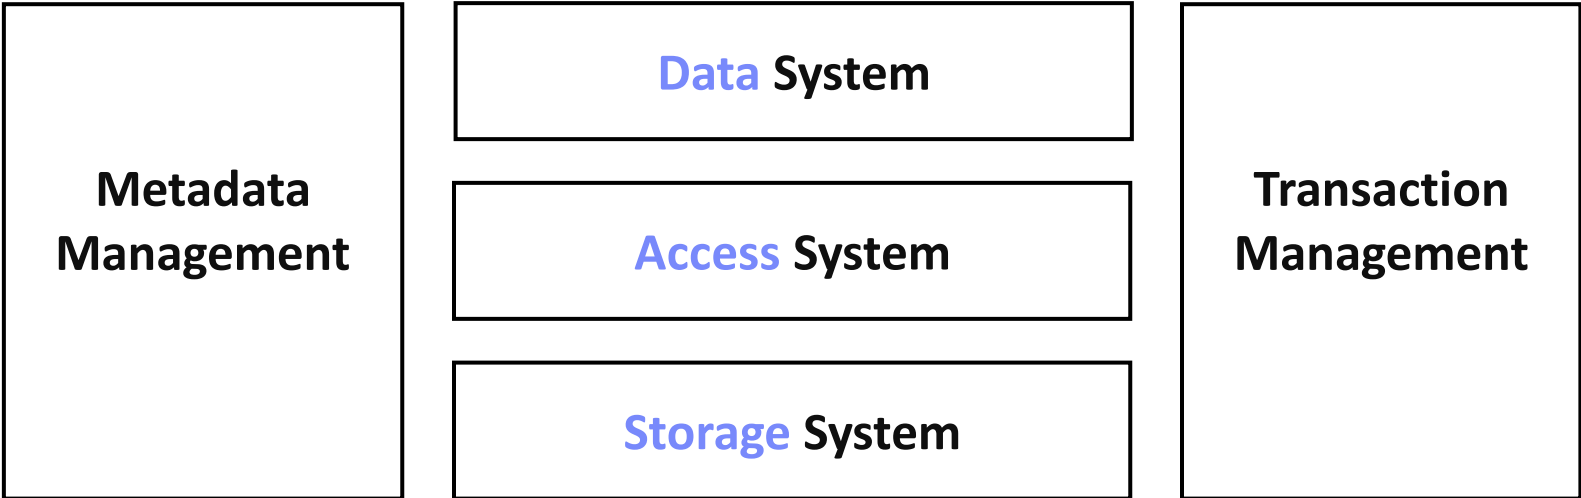 Metadata
Management
Data System
Access System
Storage System
Transaction
Management